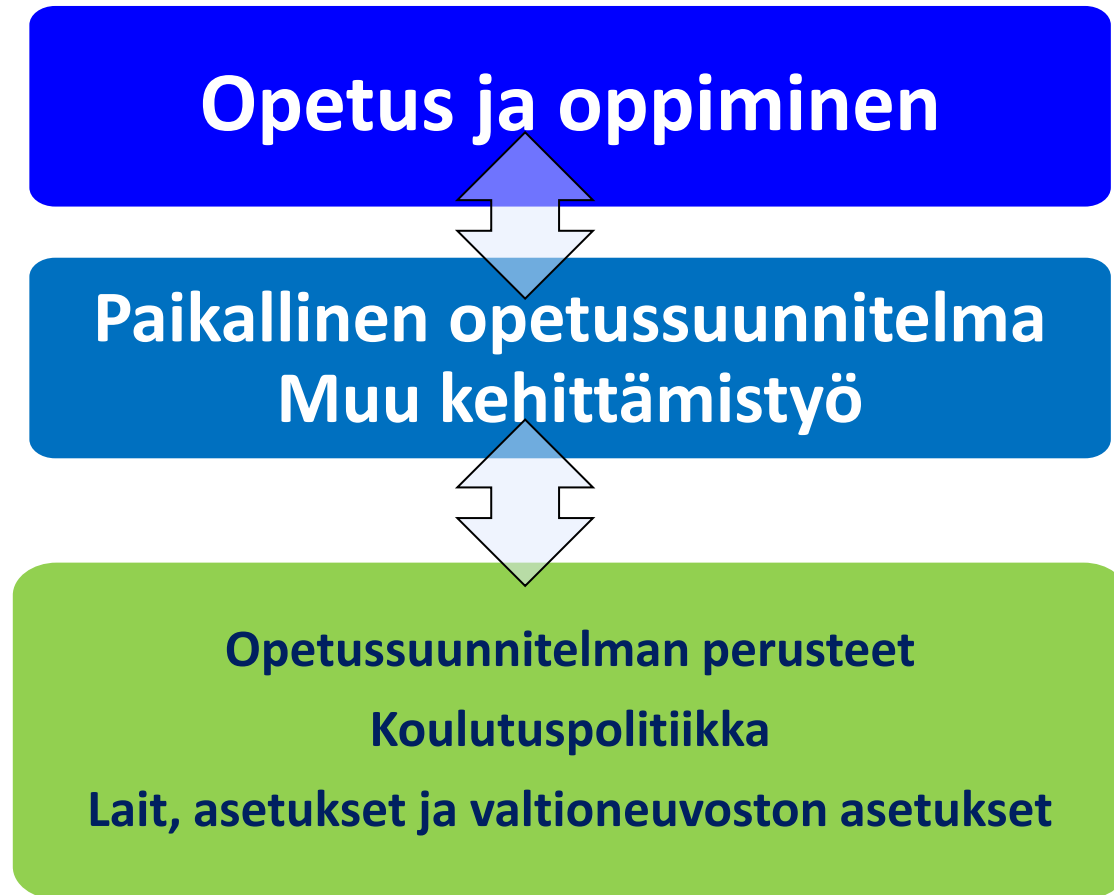 Opetus ja oppiminen
Paikallinen opetussuunnitelma
Muu kehittämistyö
Opetussuunnitelman perusteet
Koulutuspolitiikka
Lait, asetukset ja valtioneuvoston asetukset